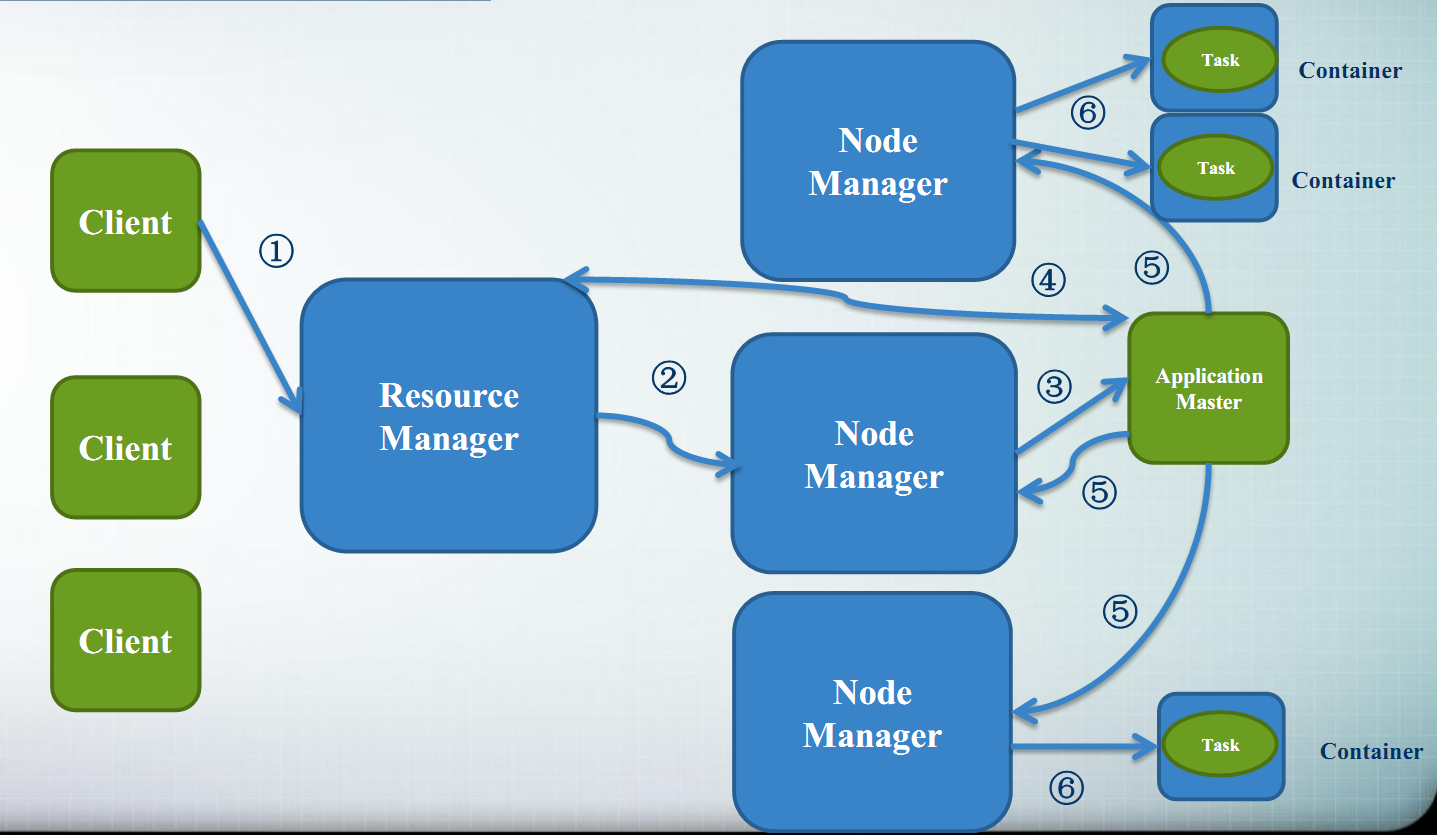 Task
Container
⑥
Node
Manager
Task
Container
Client
①
④
⑤
Resource
Manager
②
Node
Manager
③
Application
Master
Client
⑤
⑤
Client
Node
Manager
Task
Container
⑥